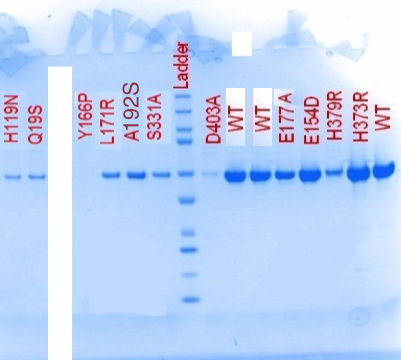 H119N
Q19S
Y166P
L171R
A192S
S331A
Ladder
D403A
WT
WT
E177A
E154D
H379R
H373R
WT